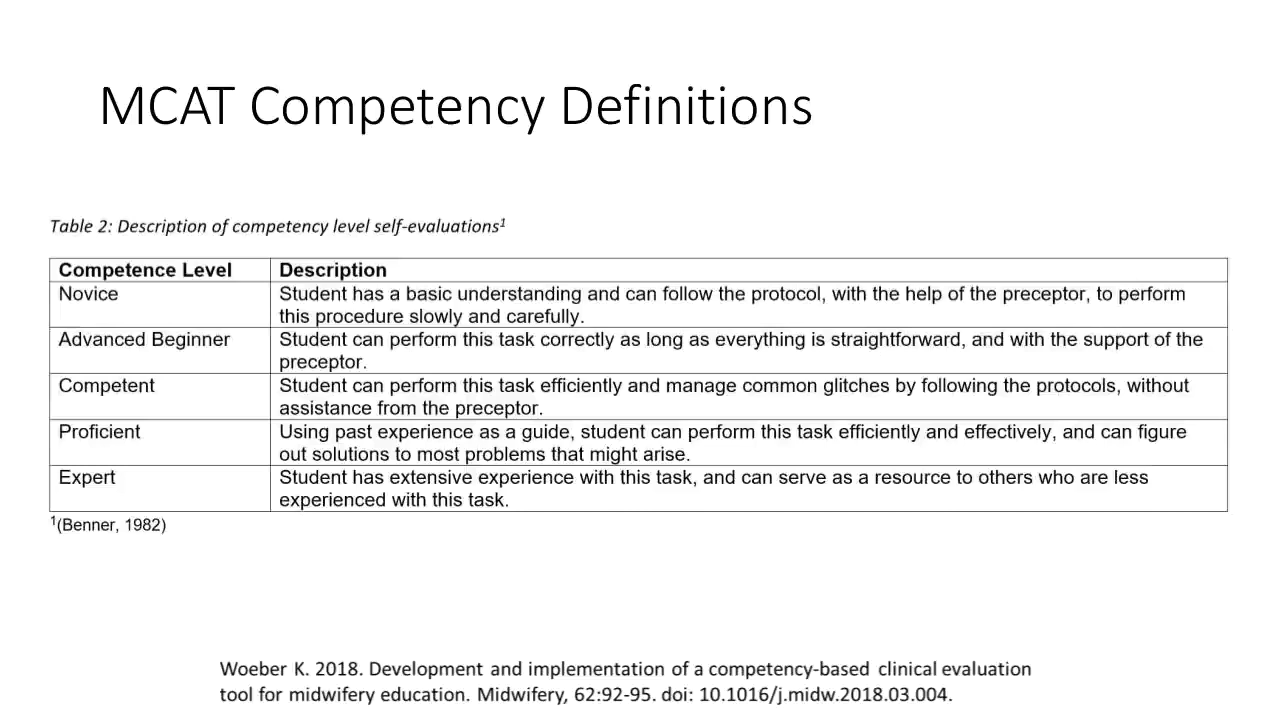 MCAT Competency Definitions
Table 2: Description of competency level self-evaluations¹
Competence Level Description
Novice Student has a basic understanding and can follow the protocol, with the help of the preceptor, to perform
this procedure slowly and carefully.
Advanced Beginner Student can perform this task correctly as long as everything is straightforward, and with the support of the
preceptor.
Competent Student can perform this task efficiently and manage common glitches by following the protocols, without
assistance from the preceptor.
Proficient Using past experience as a guide, student can perform this task efficiently and effectively, and can figure
out solutions to most problems that might arise.
Expert Student has extensive experience with this task, and can serve as a resource to others who are less
experienced with this task.
¹(Benner, 1982)
Woeber K. 2018. Development and implementation of a competency-based clinical evaluation
tool for midwifery education. Midwifery, 62:92-95. doi: 10.1016/j.midw.2018.03.004.